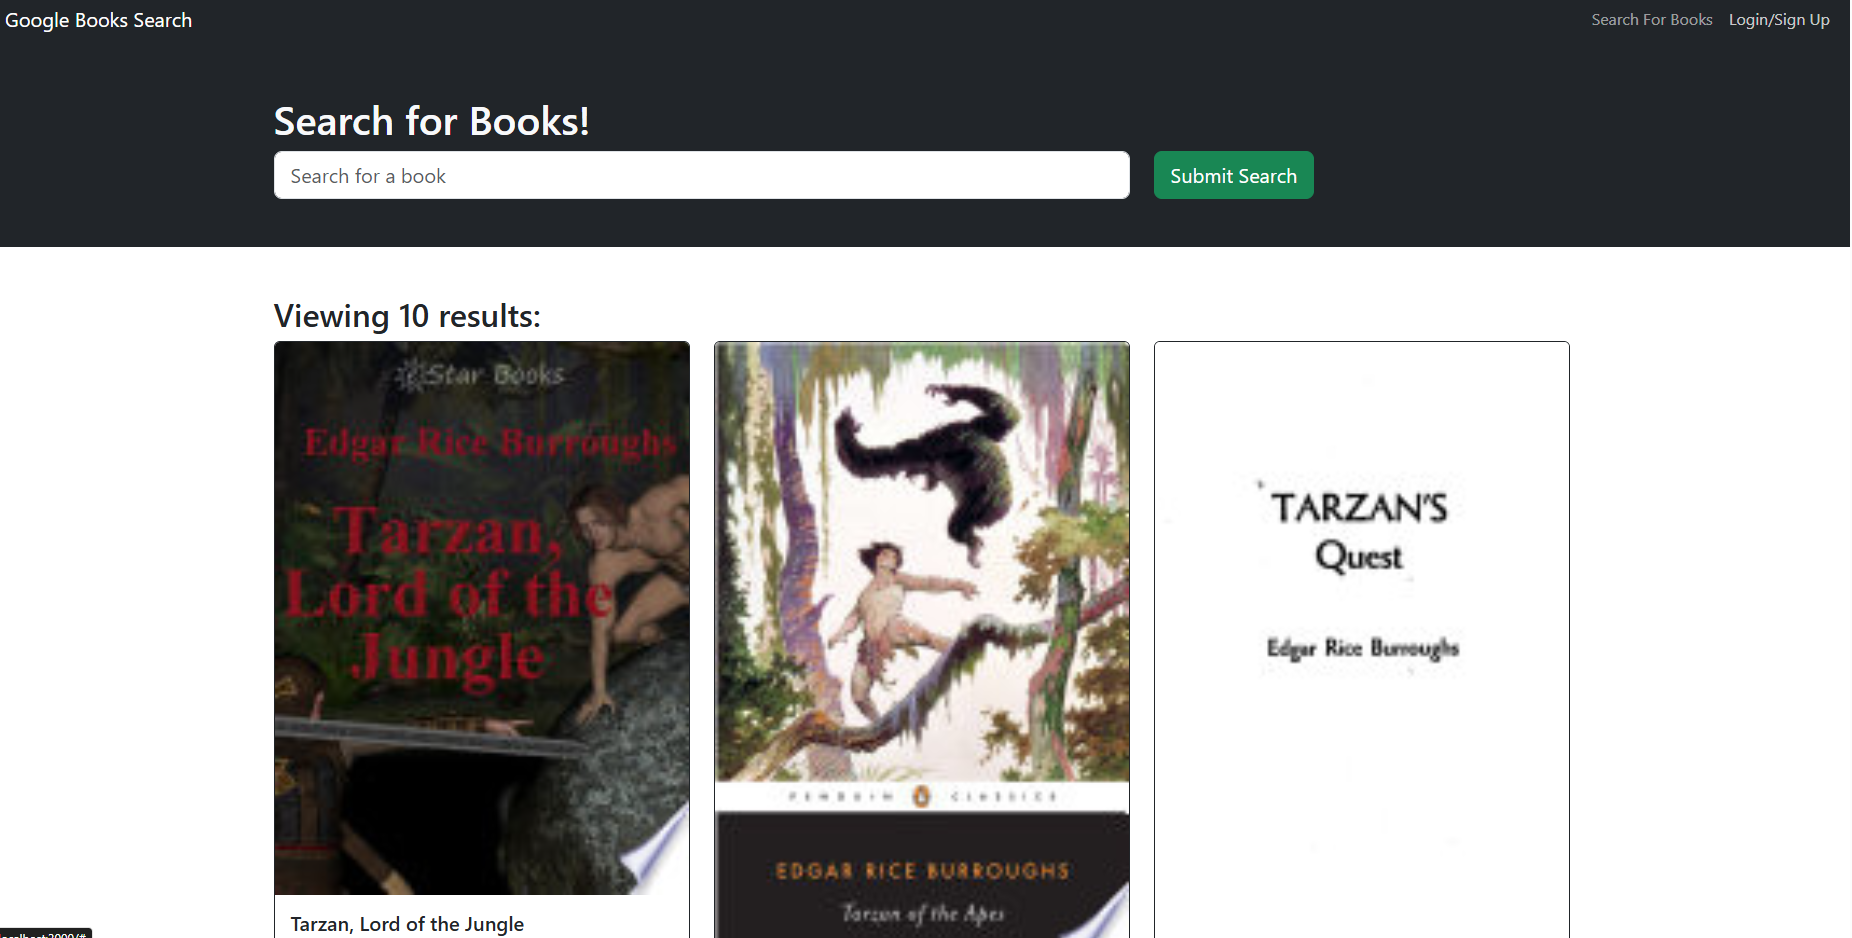 Google Books Search
Search For Books
Login/Sign Up
Search for Books!
Search for a book
Submit Search
Viewing 10 results:
Star Books
Edgar Rice Burroughs
Tarzan,
Lord of the
Jungle
Tarzan, Lord of the Jungle
PENGUIN CLASSICS
EDGAR RICE BURROUGHS
Tarzan of the Apes
TARZAN'S
Quest
Edgar Rice Burroughs